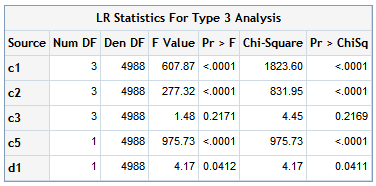 LR Statistics For Type 3 Analysis
Source Num DF Den DF F Value Pr > F Chi-Square Pr > ChiSq
c1 3 4988 607.87 <.0001 1823.60 <.0001
c2 3 4988 277.32 <.0001 831.95 <.0001
c3 3 4988 1.48 0.2171 4.45 0.2169
c5 1 4988 975.73 <.0001 975.73 <.0001
d1 1 4988 4.17 0.0412 4.17 0.0411